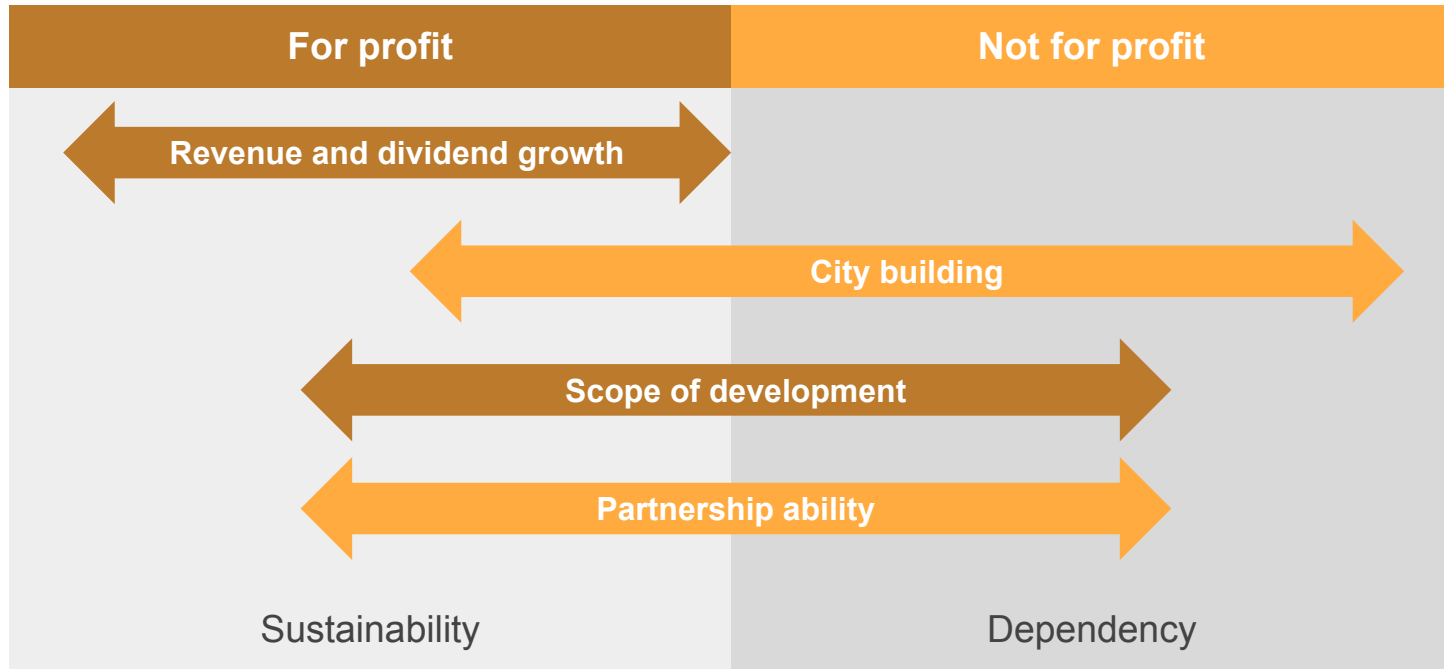 For profit
Not for profit
Revenue and dividend growth
City building
Scope of development
Partnership ability
Sustainability
Dependency